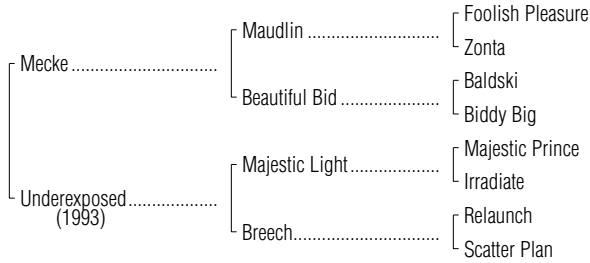 Foolish Pleasure
Maudlin ..............................
Zonta
Mecke .................................
Baldski
Beautiful Bid ......................
Biddy Big
Majestic Prince
Majestic Light ....................
Irradiate
Underexposed ....................
(1993)
Relaunch
Breech.................................
Scatter Plan